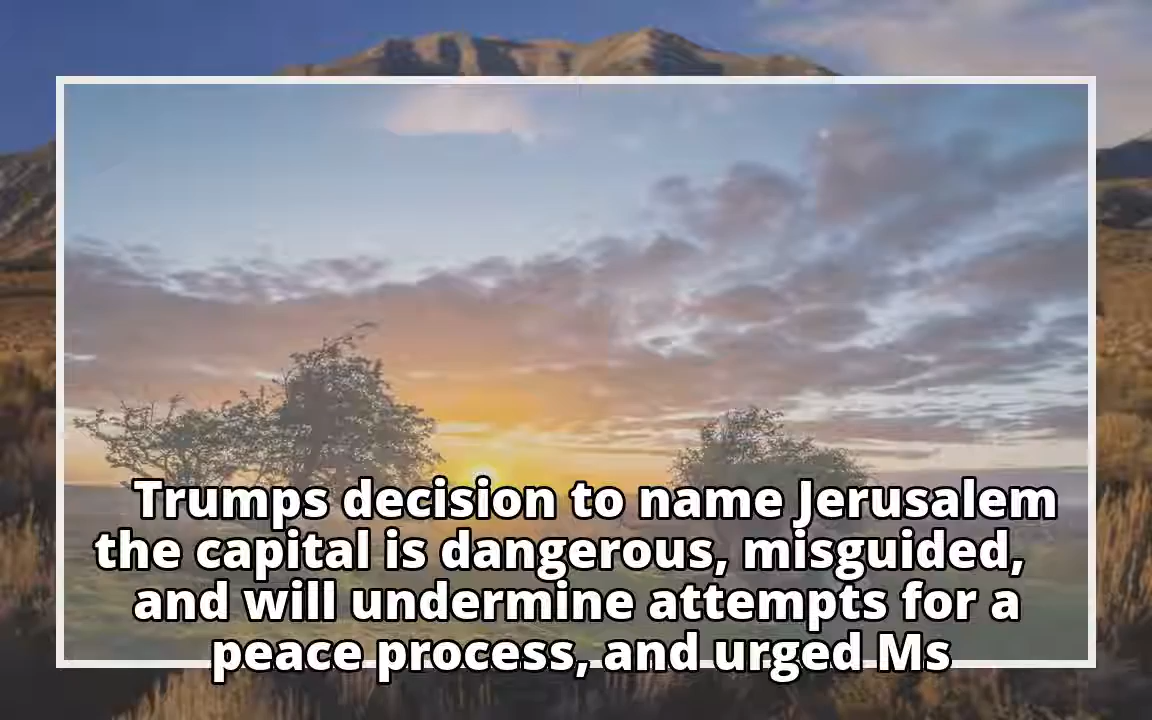 Trumps decision to name Jerusalem
the capital is dangerous, misguided,
and will undermine attempts for a
peace process, and urged Ms